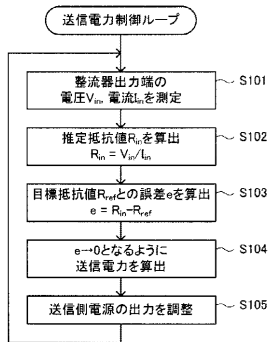 送信電力制御ループ
整流器出力端の
電圧Vin, 電流Iinを測定
S101
推定抵抗値Rinを算出
Rin = Vin/Iin
S102
目標抵抗値Rrefとの誤差eを算出
e = Rin−Rref
S103
e→0となるように
送信電力を算出
S104
送信側電源の出力を調整
S105